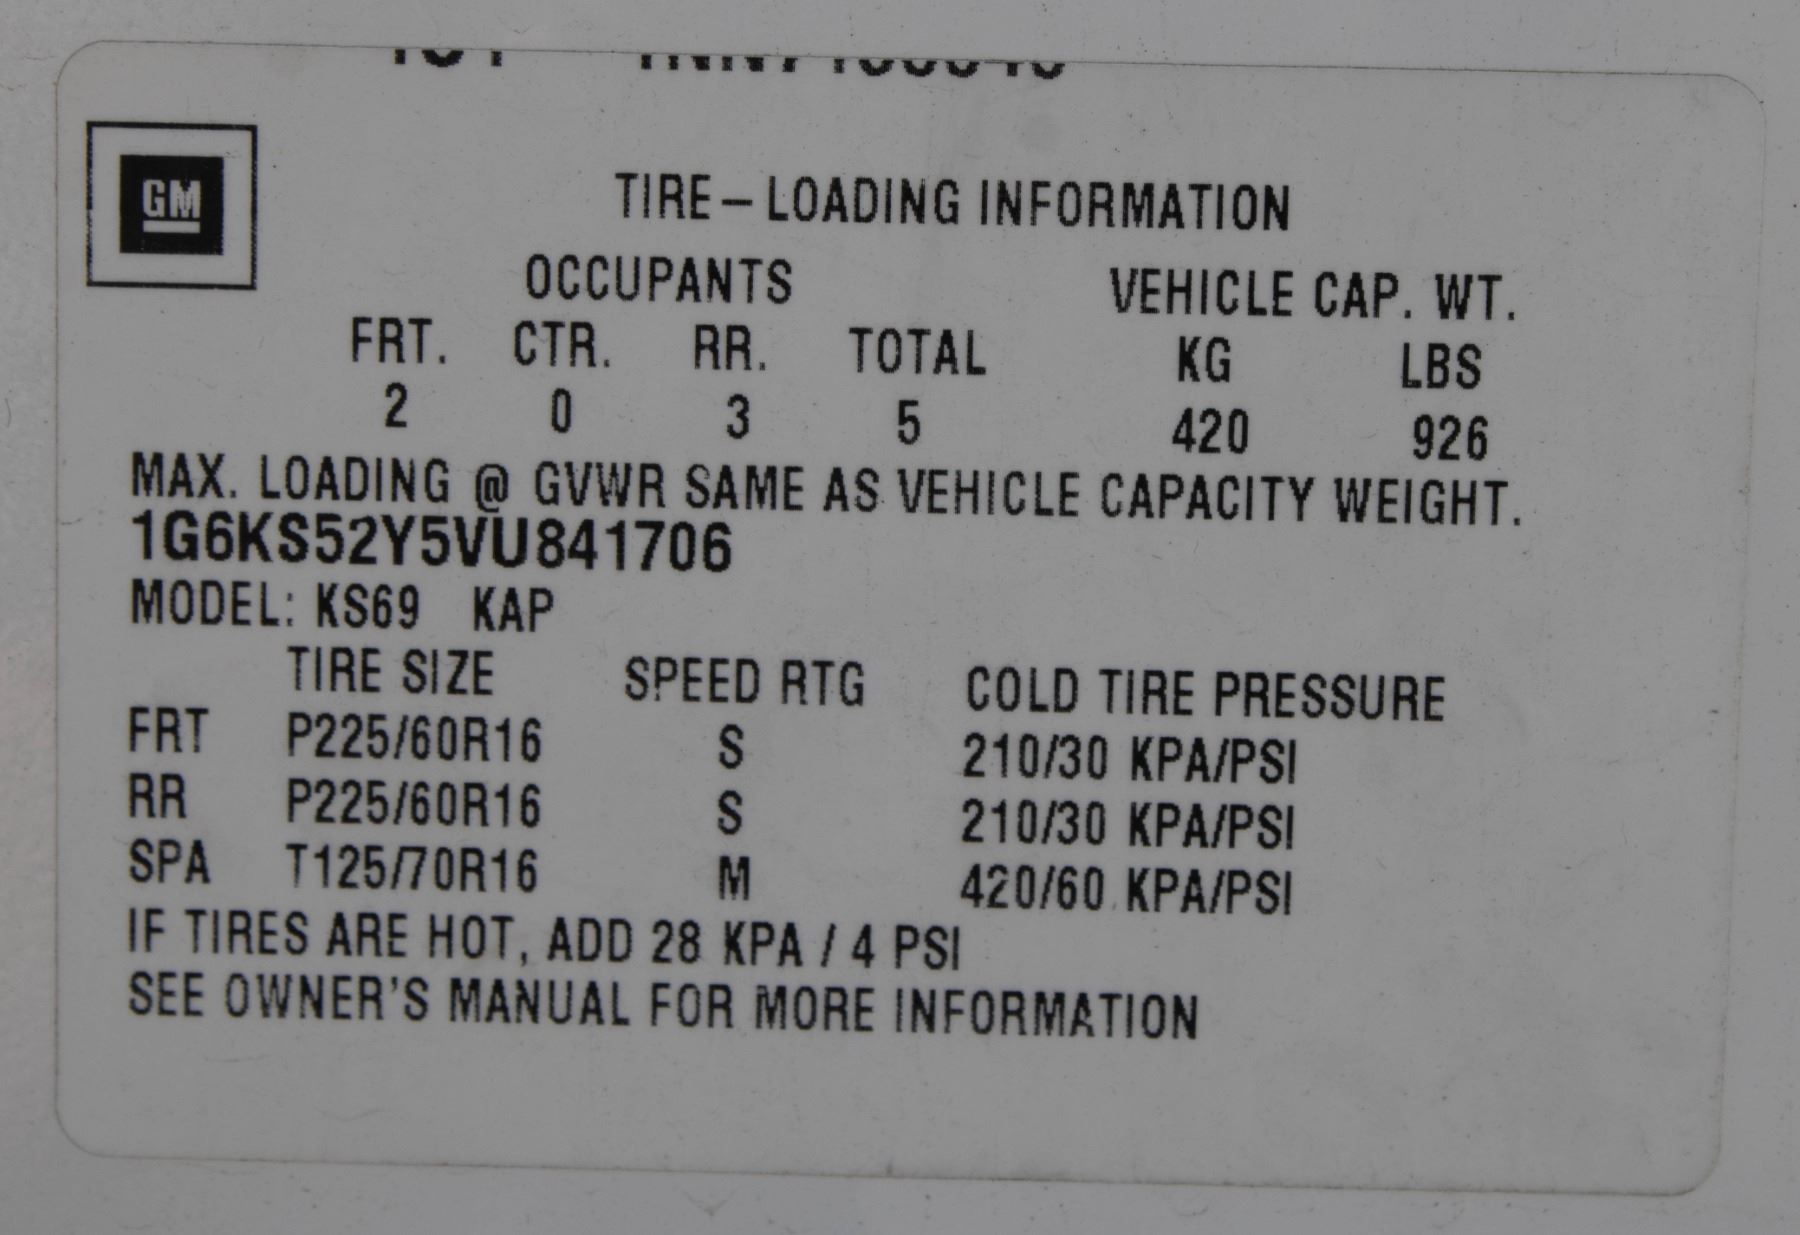 GM
TIRE-LOADING INFORMATION
OCCUPANTS VEHICLE CAP. WT.
FRT. CTR. RR. TOTAL KG LBS
2 0 3 5 420 926
MAX. LOADING @ GVWR SAME AS VEHICLE CAPACITY WEIGHT.
1G6KS52Y5VU841706
MODEL: KS69 KAP
TIRE SIZE SPEED RTG COLD TIRE PRESSURE
FRT P225/60R16 S 210/30 KPA/PSI
RR P225/60R16 S 210/30 KPA/PSI
SPA T125/70R16 M 420/60 KPA/PSI
IF TIRES ARE HOT, ADD 28 KPA / 4 PSI
SEE OWNER'S MANUAL FOR MORE INFORMATION